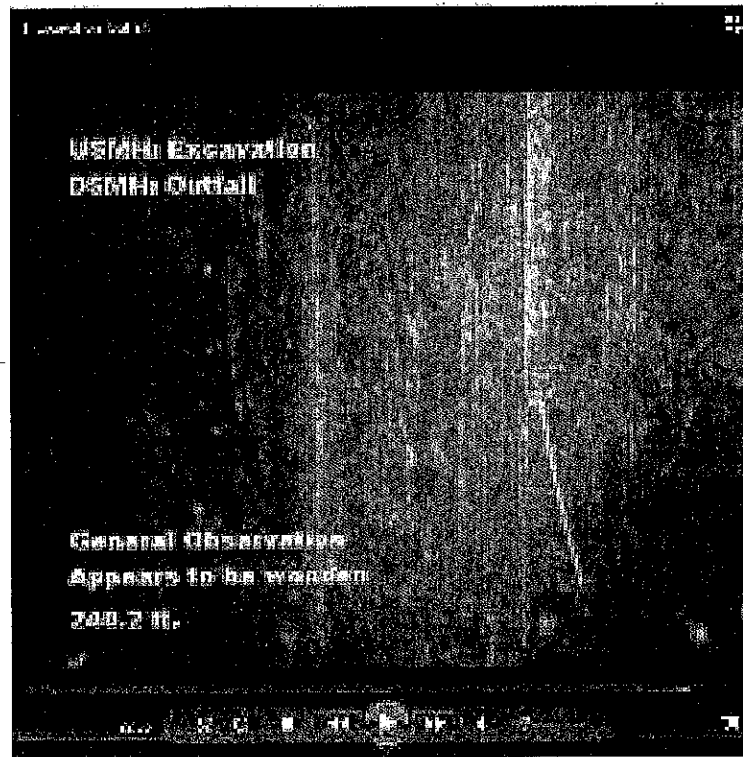 USMH: Excavation
DSMH: Outfall
General Observation
Appears to be wooden
240.2 ft.